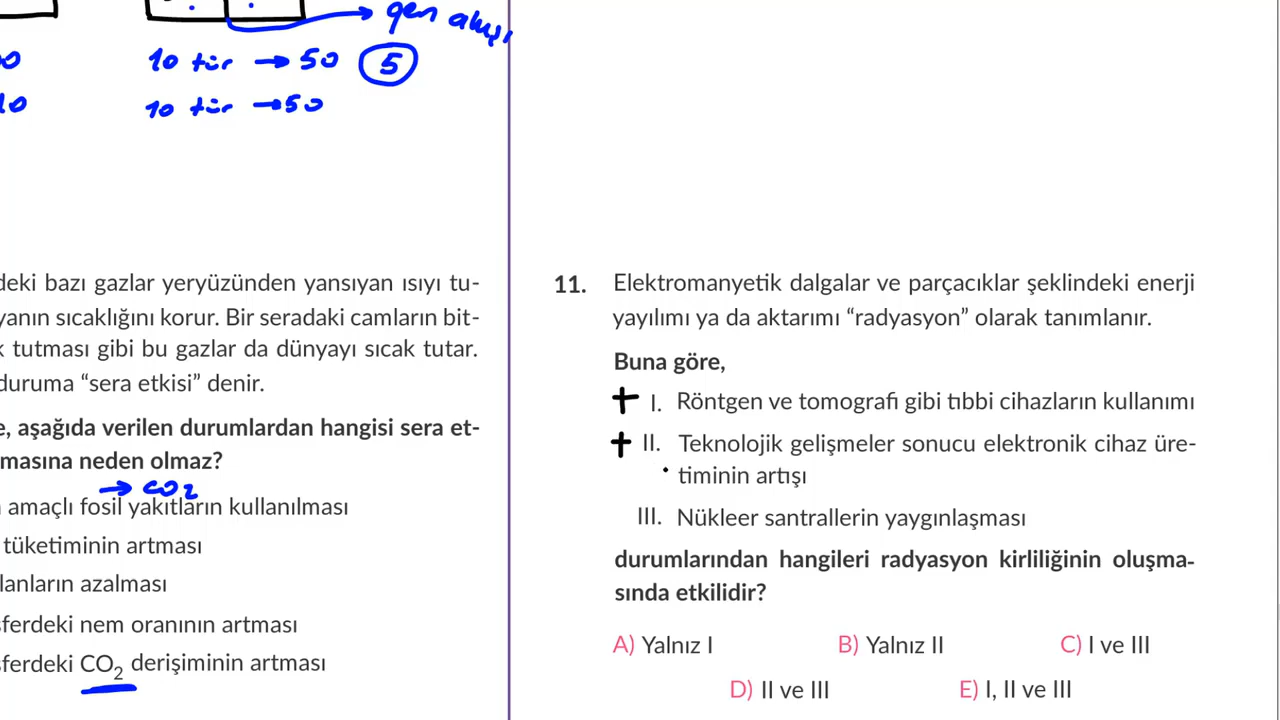 gen akışı
0
10 tür → 50 5
10
10 tür → 50
deki bazı gazlar yeryüzünden yansıyan ısıyı tu-
yanın sıcaklığını korur. Bir seradaki camların bit-
k tutması gibi bu gazlar da dünyayı sıcak tutar.
duruma “sera etkisi” denir.
e, aşağıda verilen durumlardan hangisi sera et-
masına neden olmaz?
→ CO2
amaçlı fosil yakıtların kullanılması
tüketiminin artması
lanların azalması
sferdeki nem oranının artması
sferdeki CO₂ derişiminin artması
11. Elektromanyetik dalgalar ve parçacıklar şeklindeki enerji
yayılımı ya da aktarımı “radyasyon” olarak tanımlanır.
Buna göre,
+ I. Röntgen ve tomografi gibi tıbbi cihazların kullanımı
+ II. Teknolojik gelişmeler sonucu elektronik cihaz üre-
timinin artışı
III. Nükleer santrallerin yaygınlaşması
durumlarından hangileri radyasyon kirliliğinin oluşma-
sında etkilidir?
A) Yalnız I B) Yalnız II C) I ve III
D) II ve III E) I, II ve III